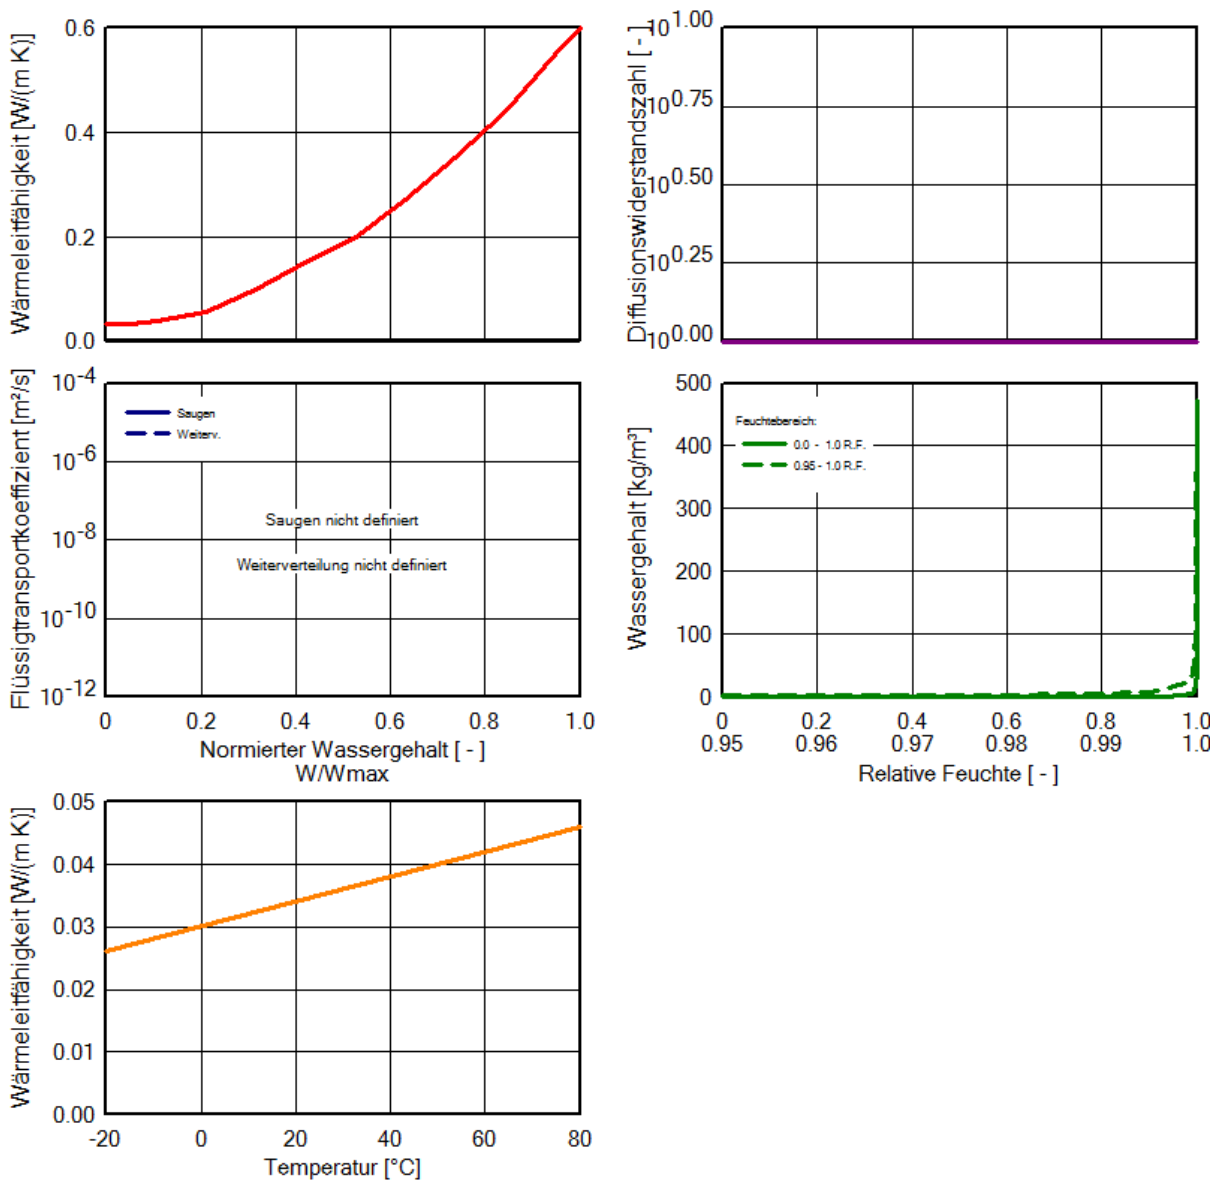 Wärmeleitfähigkeit [W/(m K)]
0.6
0.4
0.2
0.0
Diffusionswiderstandszahl [ - ]
10^1.00
10^0.75
10^0.50
10^0.25
10^0.00
Flüssigtransportkoeffizient [m²/s]
10^-4
10^-6
10^-8
10^-10
10^-12
Saugen
Weiterv.
Saugen nicht definiert
Weiterverteilung nicht definiert
0 0.2 0.4 0.6 0.8 1.0
Normierter Wassergehalt [ - ]
W/Wmax
Wassergehalt [kg/m³]
500
400
300
200
100
0
Feuchtebereich:
0.0 - 1.0 R.F.
0.95 - 1.0 R.F.
0 0.2 0.4 0.6 0.8 1.0
0.95 0.96 0.97 0.98 0.99 1.0
Relative Feuchte [ - ]
Wärmeleitfähigkeit [W/(m K)]
0.05
0.04
0.03
0.02
0.01
0.00
-20 0 20 40 60 80
Temperatur [°C]